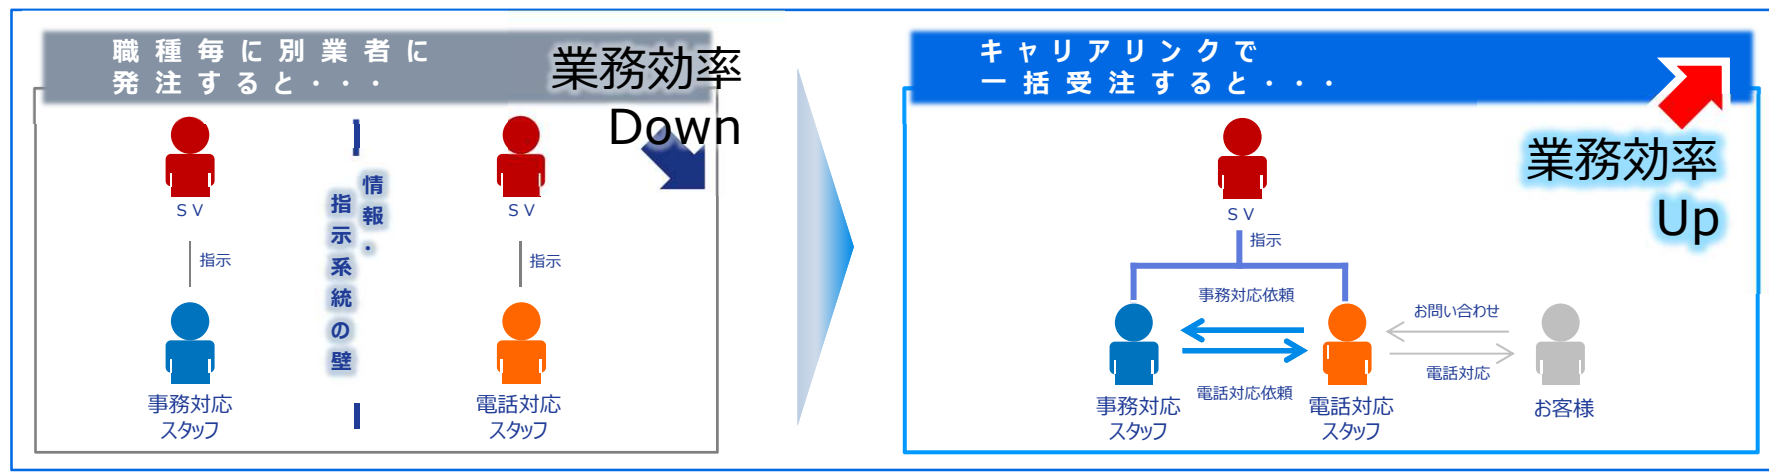 職種毎に別業者に
発注すると・・・
業務効率
Down
SV
指示
事務対応
スタッフ
情報・
指示系統の壁
SV
指示
電話対応
スタッフ
キャリアリンクで
一括受注すると・・・
業務効率
Up
SV
指示
事務対応依頼
電話対応依頼
事務対応
スタッフ
電話対応
スタッフ
お問い合わせ
電話対応
お客様